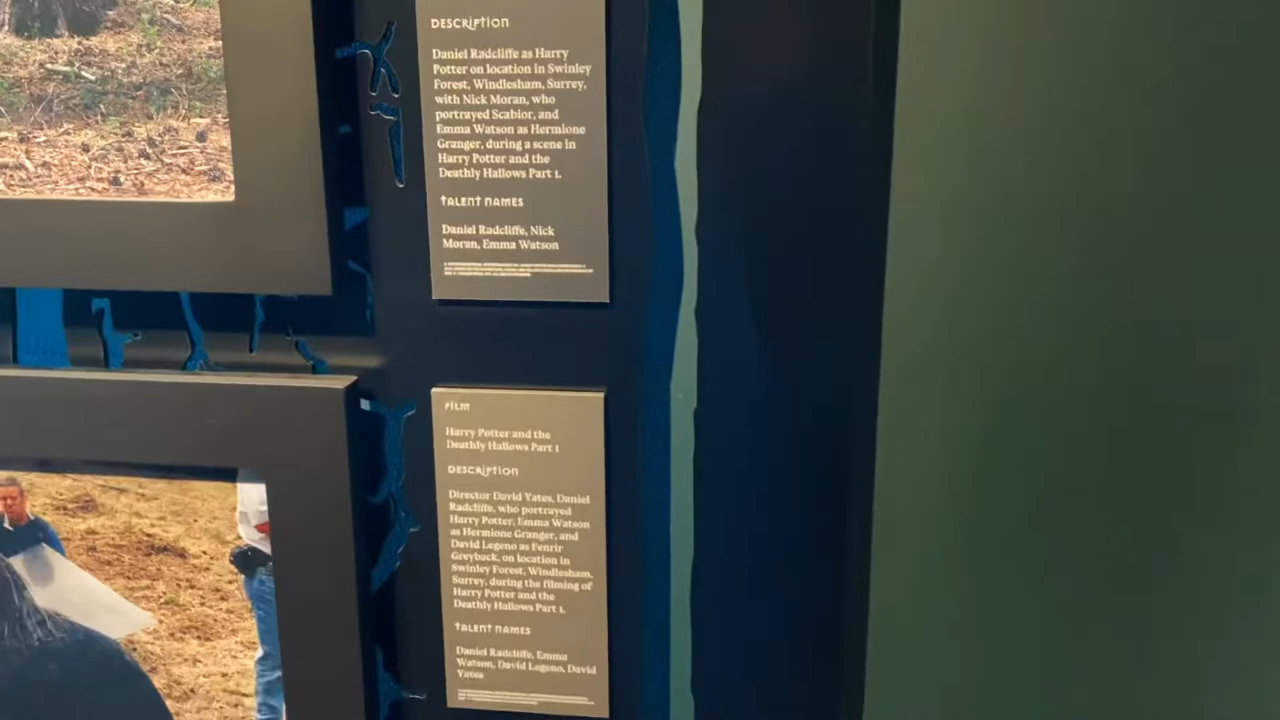 DESCRIPTION
Daniel Radcliffe as Harry
Potter on location in Swinley
Forest, Windlesham, Surrey,
with Nick Moran, who
portrayed Scabior, and
Emma Watson as Hermione
Granger, during a scene in
Harry Potter and the
Deathly Hallows Part 1.
TALENT NAMES
Daniel Radcliffe, Nick
Moran, Emma Watson
FILM
Harry Potter and the
Deathly Hallows Part 1
DESCRIPTION
Director David Yates, Daniel
Radcliffe, who portrayed
Harry Potter, Emma Watson
as Hermione Granger, and
David Legeno as Fenrir
Greyback, on location in
Swinley Forest, Windlesham,
Surrey, during the filming of
Harry Potter and the
Deathly Hallows Part 1.
TALENT NAMES
Daniel Radcliffe, Emma
Watson, David Legeno, David
Yates